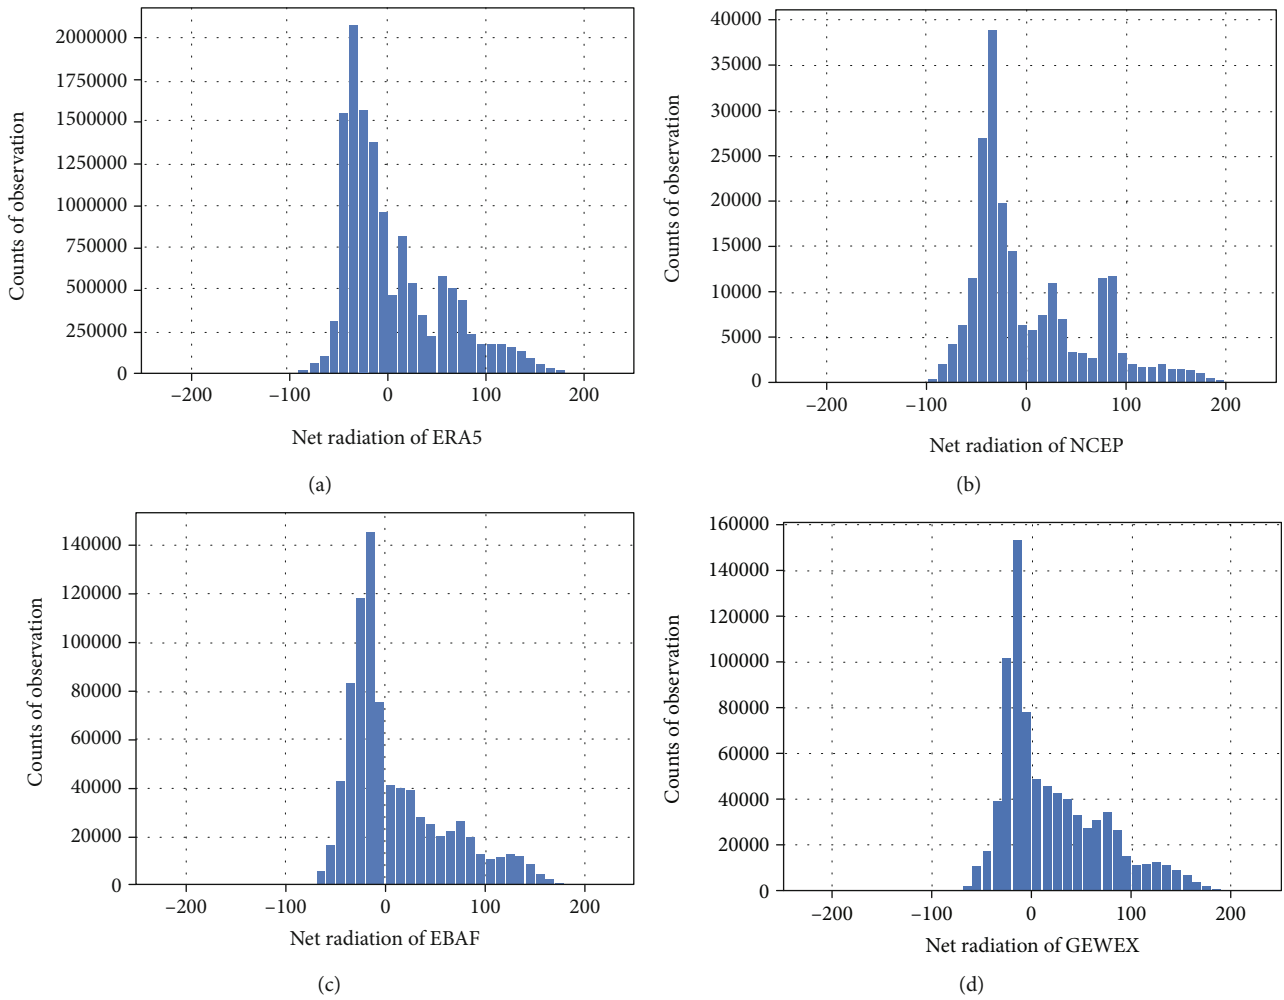 2000000
1750000
1500000
1250000
1000000
750000
500000
250000
0
Counts of observation
−200 −100 0 100 200
Net radiation of ERA5
(a)
40000
35000
30000
25000
20000
15000
10000
5000
0
Counts of observation
−200 −100 0 100 200
Net radiation of NCEP
(b)
140000
120000
100000
80000
60000
40000
20000
0
Counts of observation
−200 −100 0 100 200
Net radiation of EBAF
(c)
160000
140000
120000
100000
80000
60000
40000
20000
0
Counts of observation
−200 −100 0 100 200
Net radiation of GEWEX
(d)